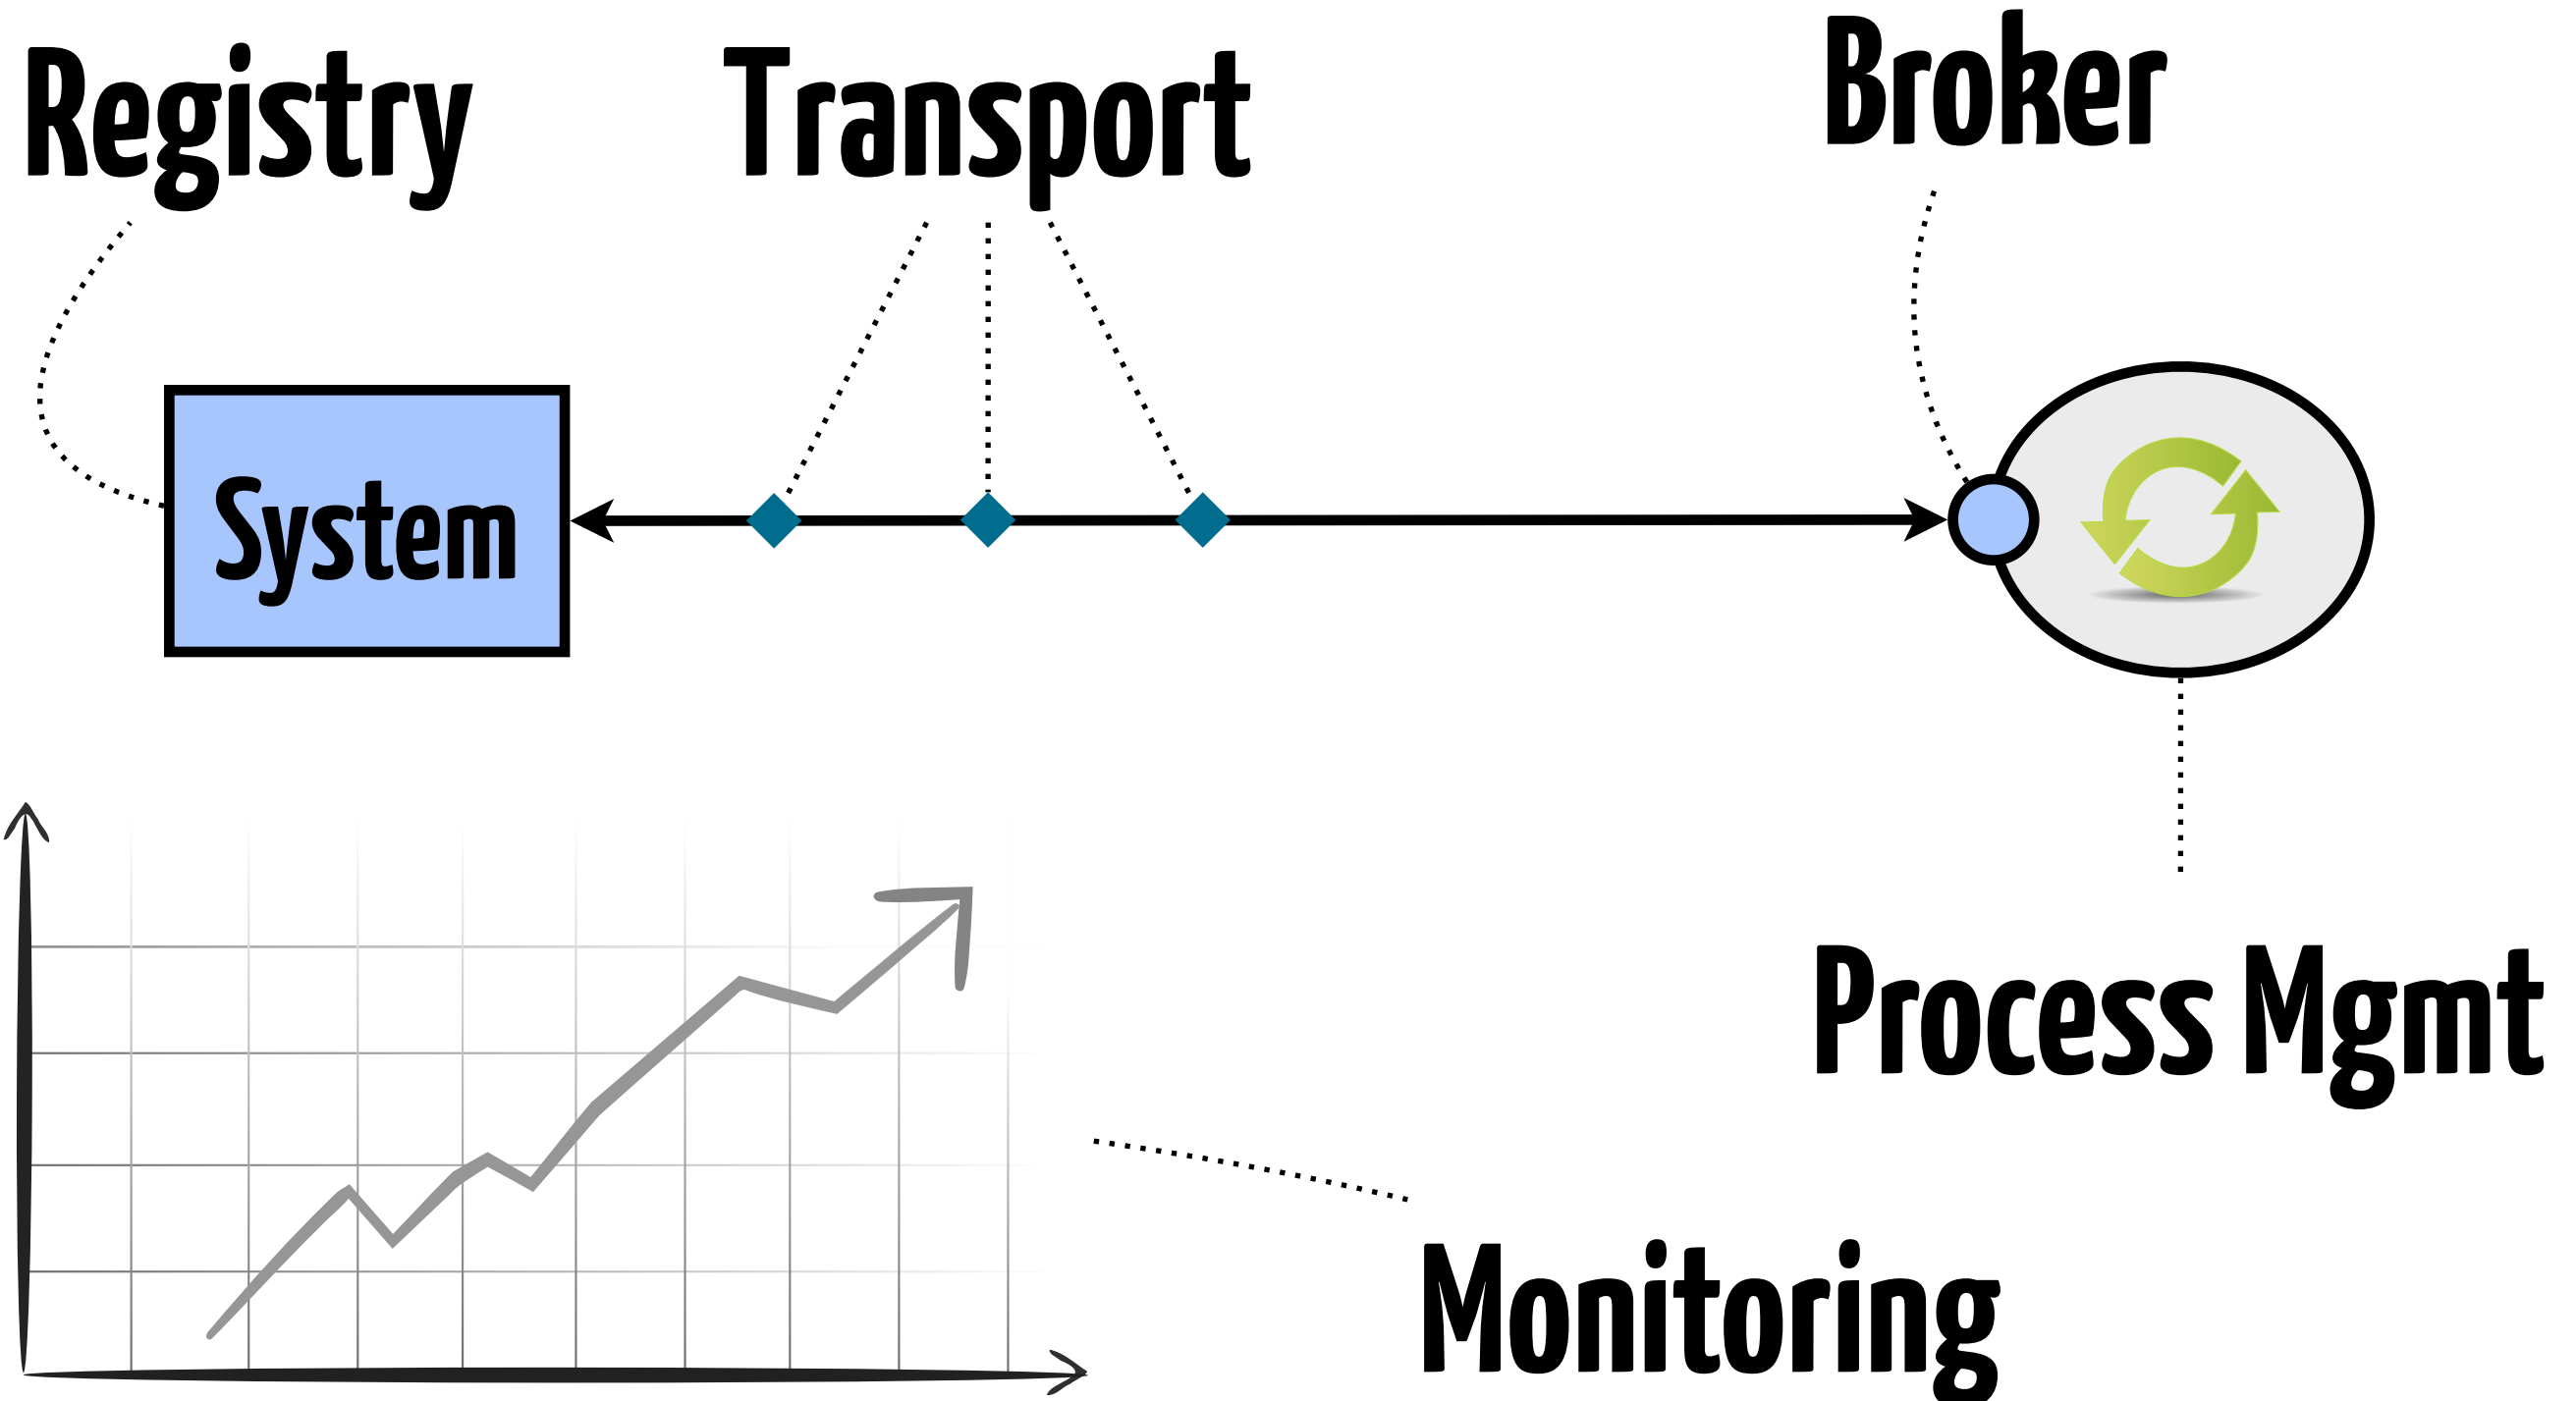 Registry
Transport
Broker
System
Process Mgmt
Monitoring